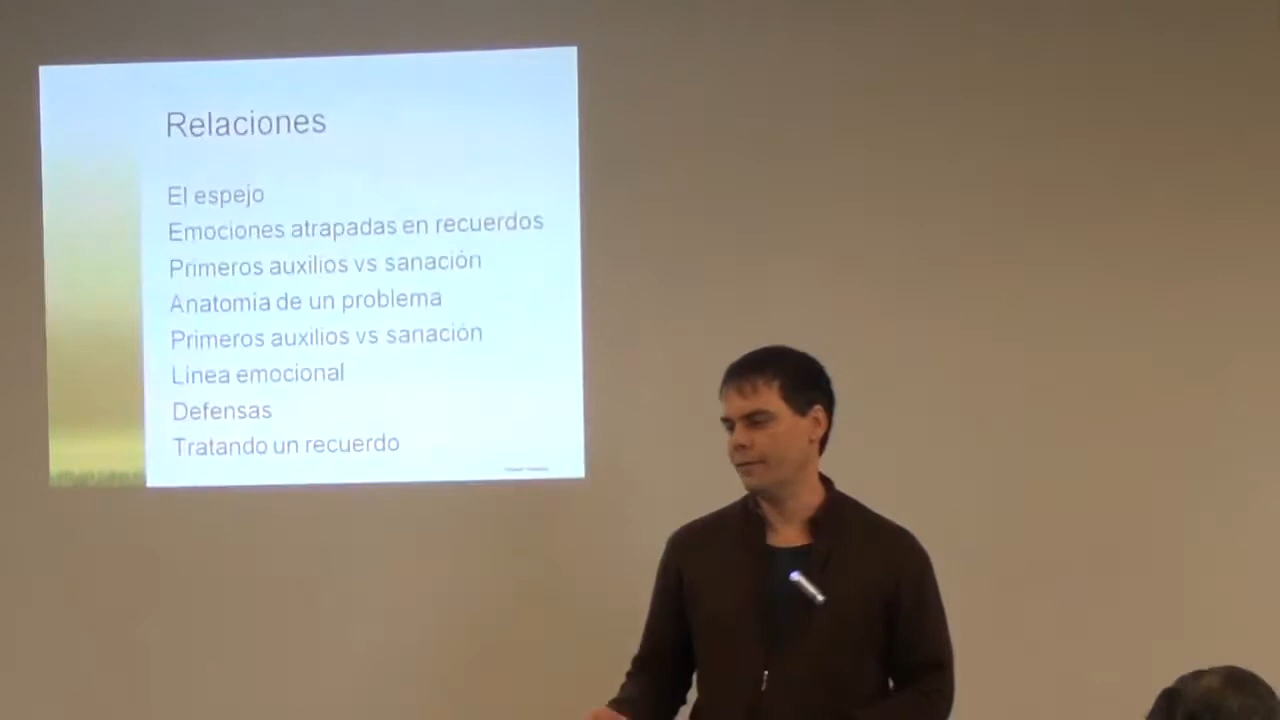 Relaciones
El espejo
Emociones atrapadas en recuerdos
Primeros auxilios vs sanación
Anatomia de un problema
Primeros auxilios vs sanación
Linea emocional
Defensas
Tratando un recuerdo